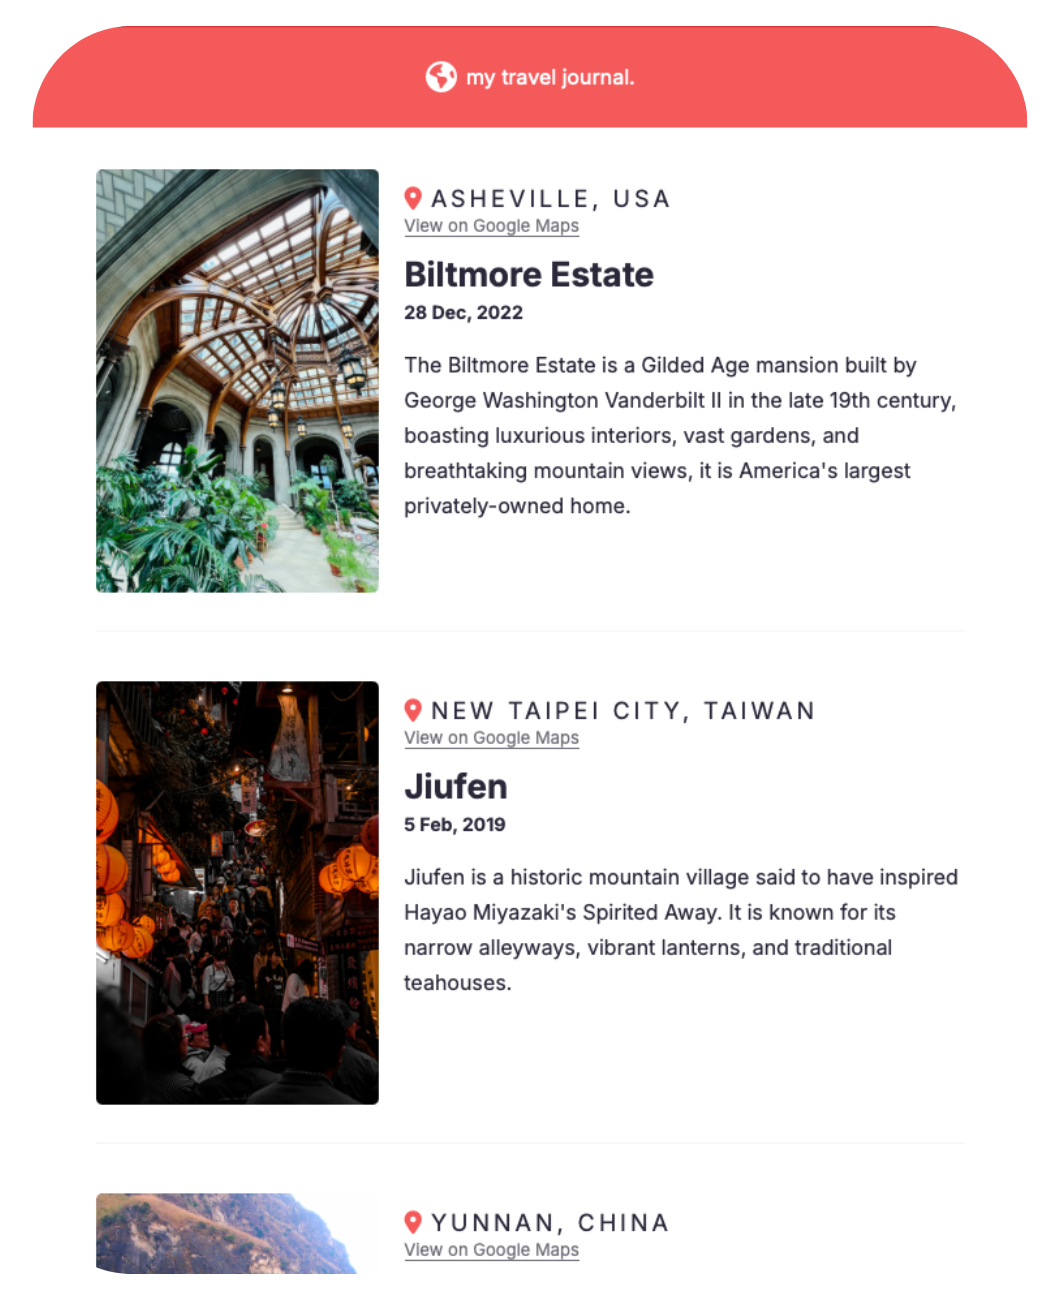 my travel journal.
ASHEVILLE, USA
View on Google Maps
Biltmore Estate
28 Dec, 2022
The Biltmore Estate is a Gilded Age mansion built by
George Washington Vanderbilt II in the late 19th century,
boasting luxurious interiors, vast gardens, and
breathtaking mountain views, it is America's largest
privately-owned home.
NEW TAIPEI CITY, TAIWAN
View on Google Maps
Jiufen
5 Feb, 2019
Jiufen is a historic mountain village said to have inspired
Hayao Miyazaki's Spirited Away. It is known for its
narrow alleyways, vibrant lanterns, and traditional
teahouses.
YUNNAN, CHINA
View on Google Maps